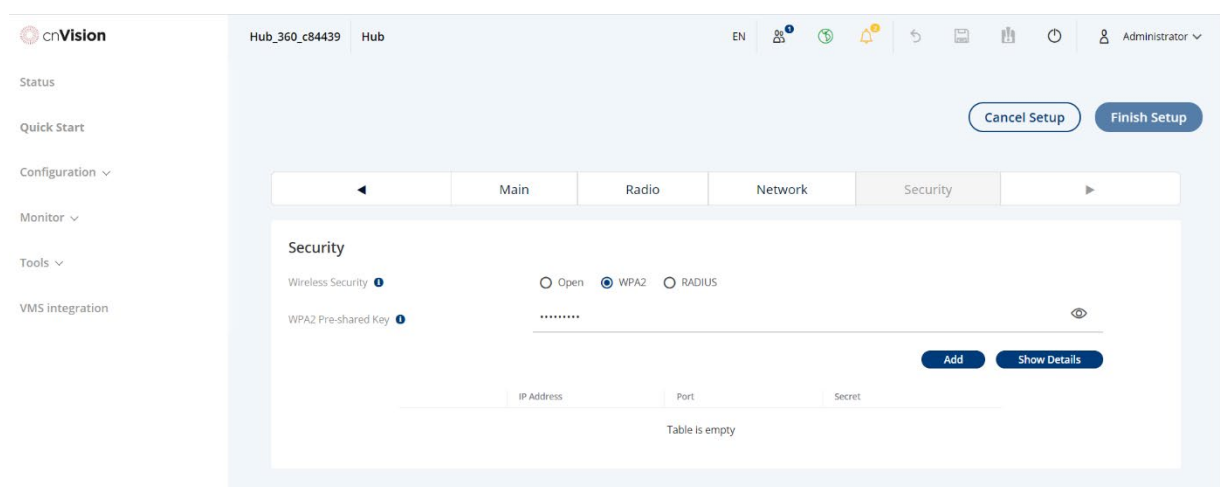 cnVision
Hub_360_c84439 Hub EN 1 2 Administrator
Status
Quick Start
Configuration
Monitor
Tools
VMS integration
Cancel Setup Finish Setup
Main Radio Network Security
Security
Wireless Security Open WPA2 RADIUS
WPA2 Pre-shared Key •••••••••
Add Show Details
IP Address Port Secret
Table is empty